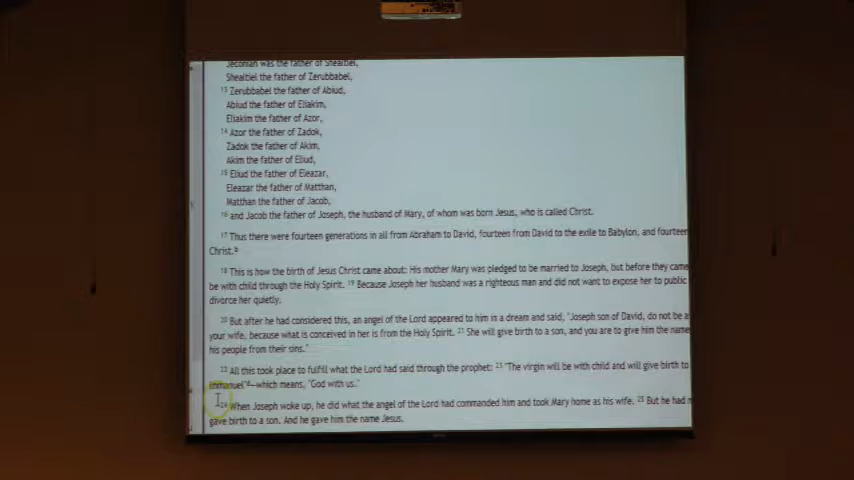 Jeconiah was the father of Shealtiel,
Shealtiel the father of Zerubbabel,
13 Zerubbabel the father of Abiud,
Abiud the father of Eliakim,
Eliakim the father of Azor,
14 Azor the father of Zadok,
Zadok the father of Akim,
Akim the father of Eliud,
15 Eliud the father of Eleazar,
Eleazar the father of Matthan,
Matthan the father of Jacob,
16 and Jacob the father of Joseph, the husband of Mary, of whom was born Jesus, who is called Christ.
17 Thus there were fourteen generations in all from Abraham to David, fourteen from David to the exile to Babylon, and fourteen
Christ.
18 This is how the birth of Jesus Christ came about: His mother Mary was pledged to be married to Joseph, but before they came
be with child through the Holy Spirit. 19 Because Joseph her husband was a righteous man and did not want to expose her to public
divorce her quietly.
20 But after he had considered this, an angel of the Lord appeared to him in a dream and said, "Joseph son of David, do not be a
your wife, because what is conceived in her is from the Holy Spirit. 21 She will give birth to a son, and you are to give him the name
his people from their sins."
22 All this took place to fulfill what the Lord had said through the prophet: 23 "The virgin will be with child and will give birth to
Immanuel"—which means, "God with us."
24 When Joseph woke up, he did what the angel of the Lord had commanded him and took Mary home as his wife. 25 But he had n
gave birth to a son. And he gave him the name Jesus.